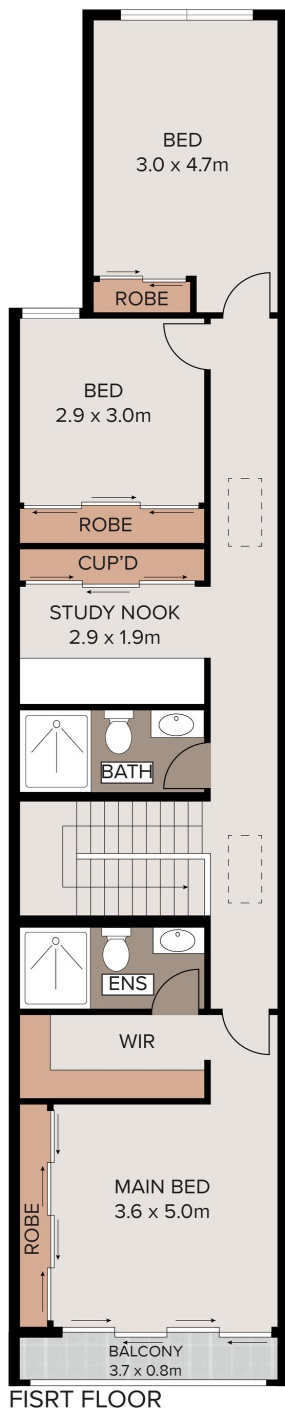 BED
3.0 x 4.7m
ROBE
BED
2.9 x 3.0m
ROBE
CUP'D
STUDY NOOK
2.9 x 1.9m
BATH
ENS
WIR
MAIN BED
3.6 x 5.0m
ROBE
BALCONY
3.7 x 0.8m
FISRT FLOOR